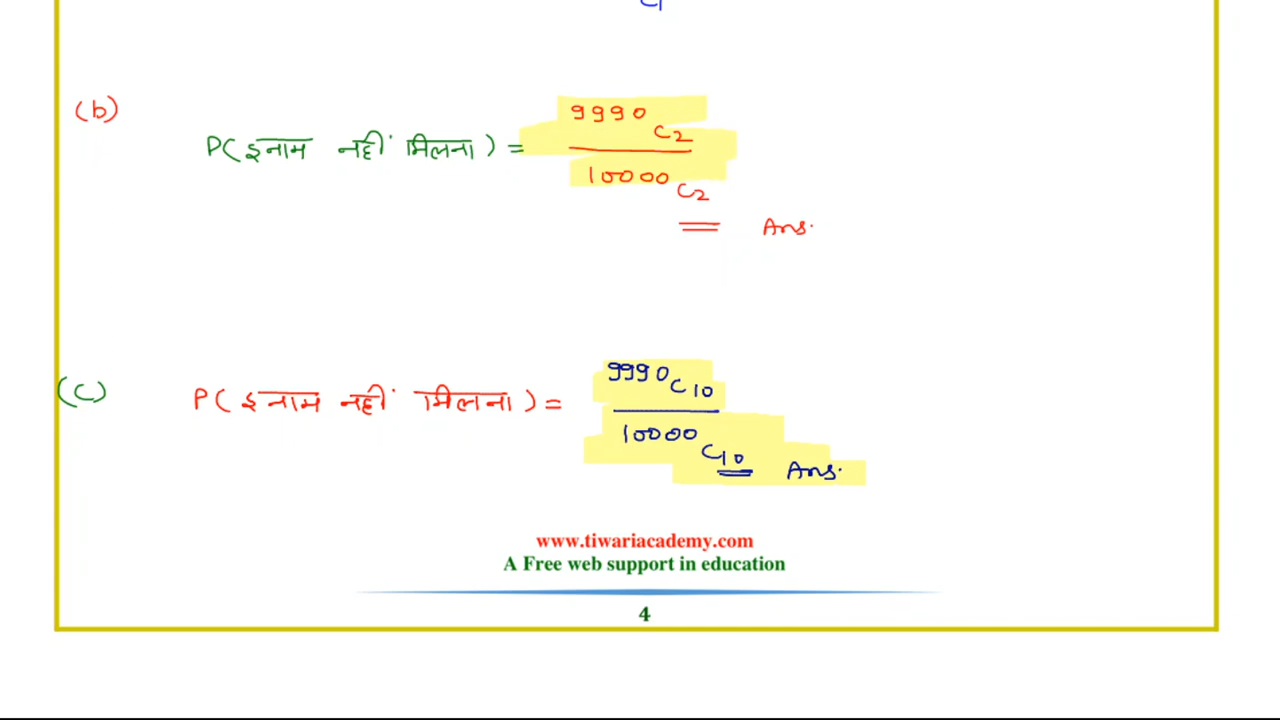 (b)
P(इनाम नहीं मिलना) = 9990C2
10000C2
Ans.
(c)
P(इनाम नहीं मिलना) = 9990C10
10000C10 Ans.
www.tiwariacademy.com
A Free web support in education
4